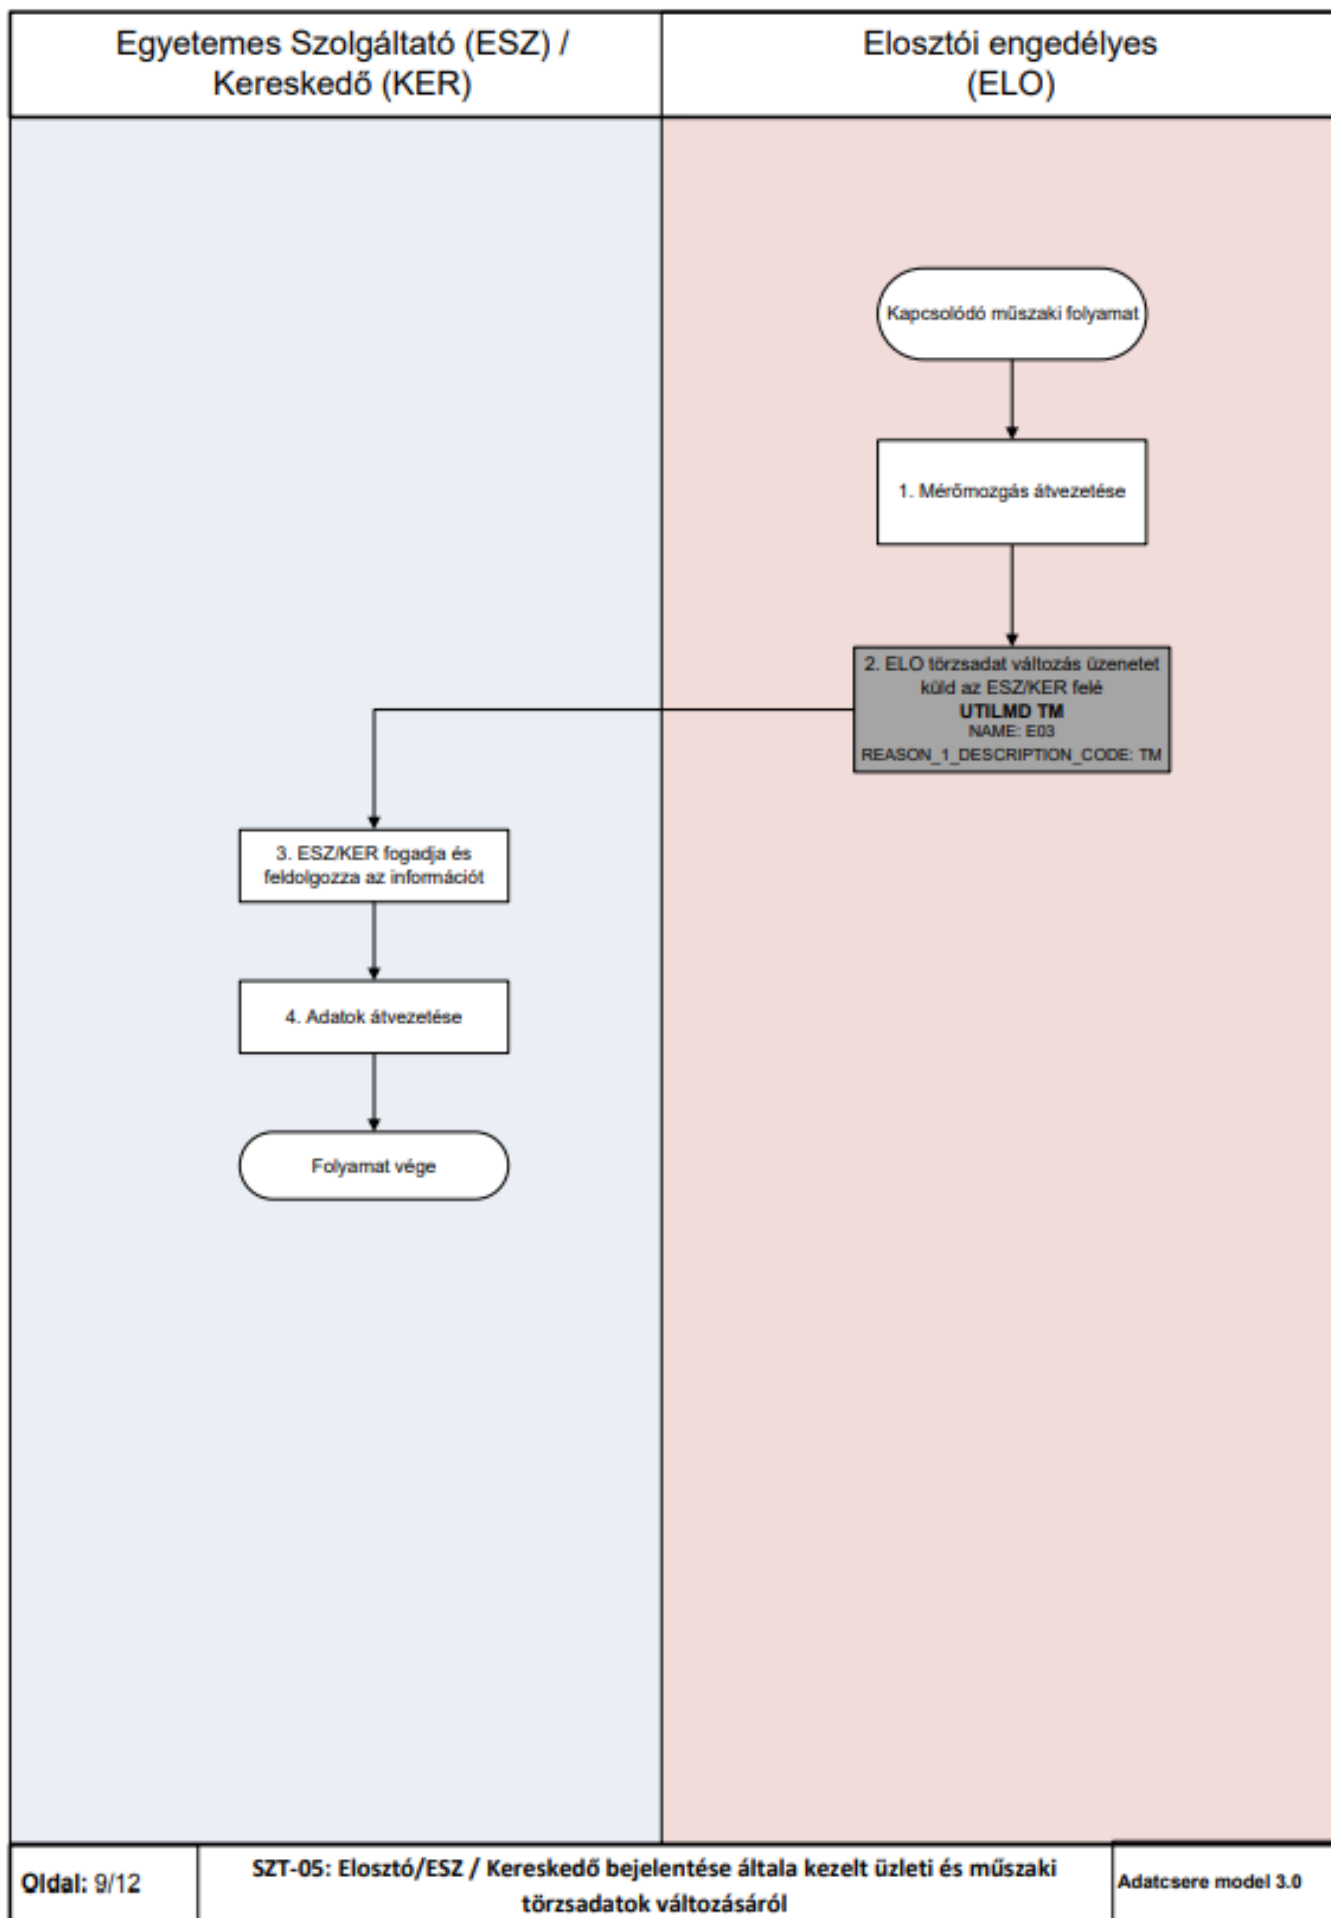 Egyetemes Szolgáltató (ESZ) /
Kereskedő (KER)
Elosztói engedélyes
(ELO)
Kapcsolódó műszaki folyamat
1. Mérőmozgás átvezetése
2. ELO törzsadat változás üzenetet
küld az ESZ/KER felé
UTILMD TM
NAME: E03
REASON_1_DESCRIPTION_CODE: TM
3. ESZ/KER fogadja és
feldolgozza az információt
4. Adatok átvezetése
Folyamat vége
Oldal: 9/12
SZT-05: Elosztó/ESZ / Kereskedő bejelentése általa kezelt üzleti és műszaki
törzsadatok változásáról
Adatcsere model 3.0